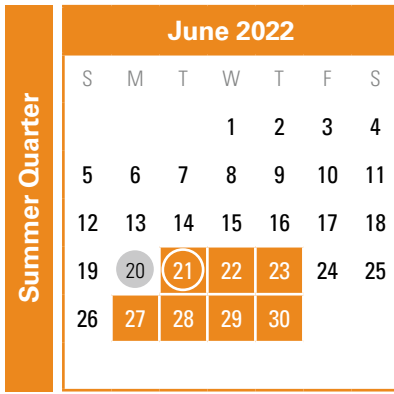 Summer Quarter
June 2022
S M T W T F S
1 2 3 4
5 6 7 8 9 10 11
12 13 14 15 16 17 18
19 20 21 22 23 24 25
26 27 28 29 30